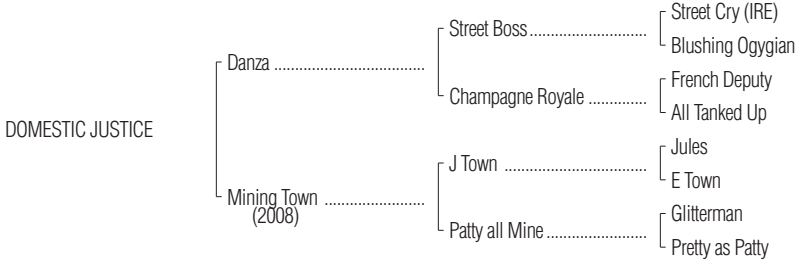 Street Cry (IRE)
Street Boss..............................
Blushing Ogygian
Danza ......................................
French Deputy
Champagne Royale ...............
All Tanked Up
DOMESTIC JUSTICE
Jules
J Town ....................................
E Town
Mining Town .........................
(2008)
Glitterman
Patty all Mine..........................
Pretty as Patty